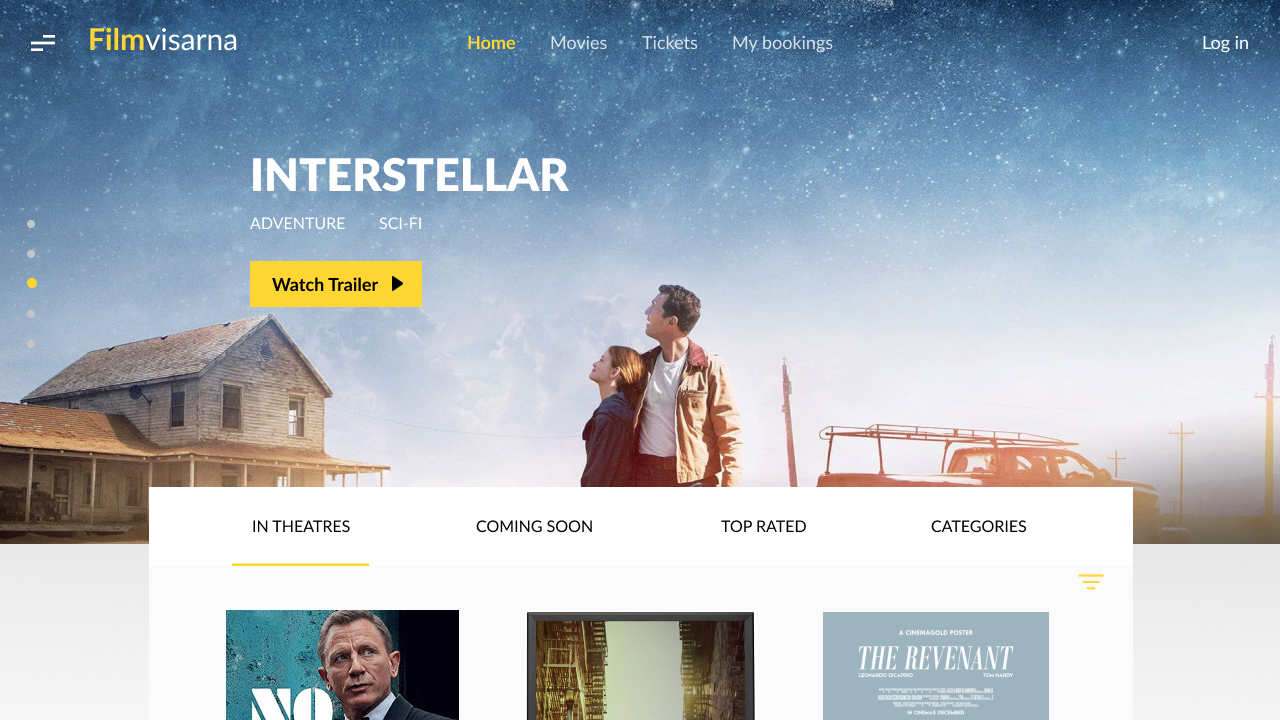 Filmvisarna
Home Movies Tickets My bookings
Log in
INTERSTELLAR
ADVENTURE SCI-FI
Watch Trailer
IN THEATRES COMING SOON TOP RATED CATEGORIES
NO
A CINEMAGOLD POSTER
THE REVENANT
LEONARDO DICAPRIO TOM HARDY
IN CINEMAS DECEMBER